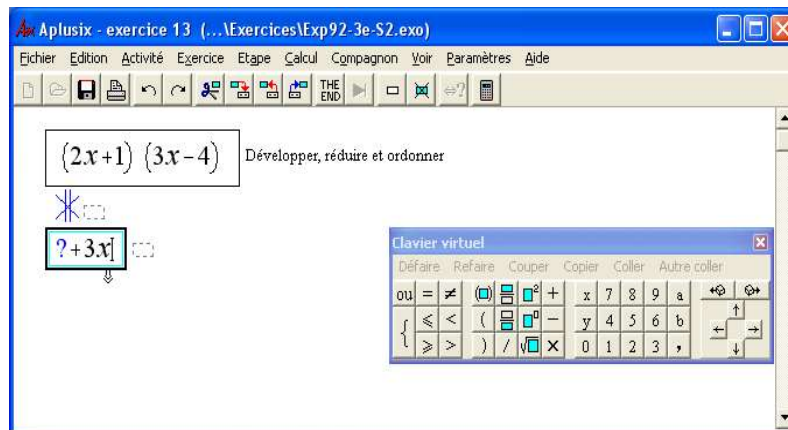 Aplusix - exercice 13 (...\Exercices\Exp92-3e-S2.exo)
Fichier Edition Activité Exercice Etape Calcul Compagnon Voir Paramètres Aide
THE END
(2x+1) (3x-4) Développer, réduire et ordonner
?+3x
Clavier virtuel
Défaire Refaire Couper Copier Coller Autre coller
ou = ≠ (□) □² + x 7 8 9 a
{ ⩽ < ( □⁰ − y 4 5 6 b
⩾ > ) / √□ × 0 1 2 3 ,